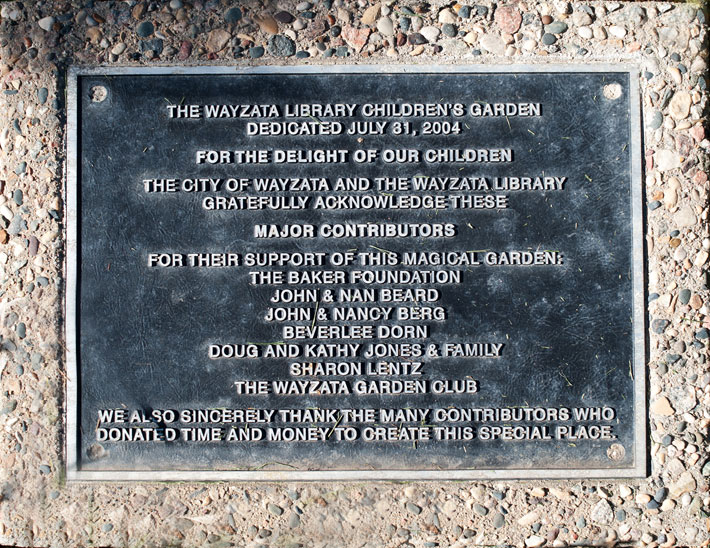 THE WAYZATA LIBRARY CHILDREN'S GARDEN
DEDICATED JULY 31, 2004
FOR THE DELIGHT OF OUR CHILDREN
THE CITY OF WAYZATA AND THE WAYZATA LIBRARY
GRATEFULLY ACKNOWLEDGE THESE
MAJOR CONTRIBUTORS
FOR THEIR SUPPORT OF THIS MAGICAL GARDEN:
THE BAKER FOUNDATION
JOHN & NAN BEARD
JOHN & NANCY BERG
BEVERLEE DORN
DOUG AND KATHY JONES & FAMILY
SHARON LENTZ
THE WAYZATA GARDEN CLUB
WE ALSO SINCERELY THANK THE MANY CONTRIBUTORS WHO
DONATED TIME AND MONEY TO CREATE THIS SPECIAL PLACE.